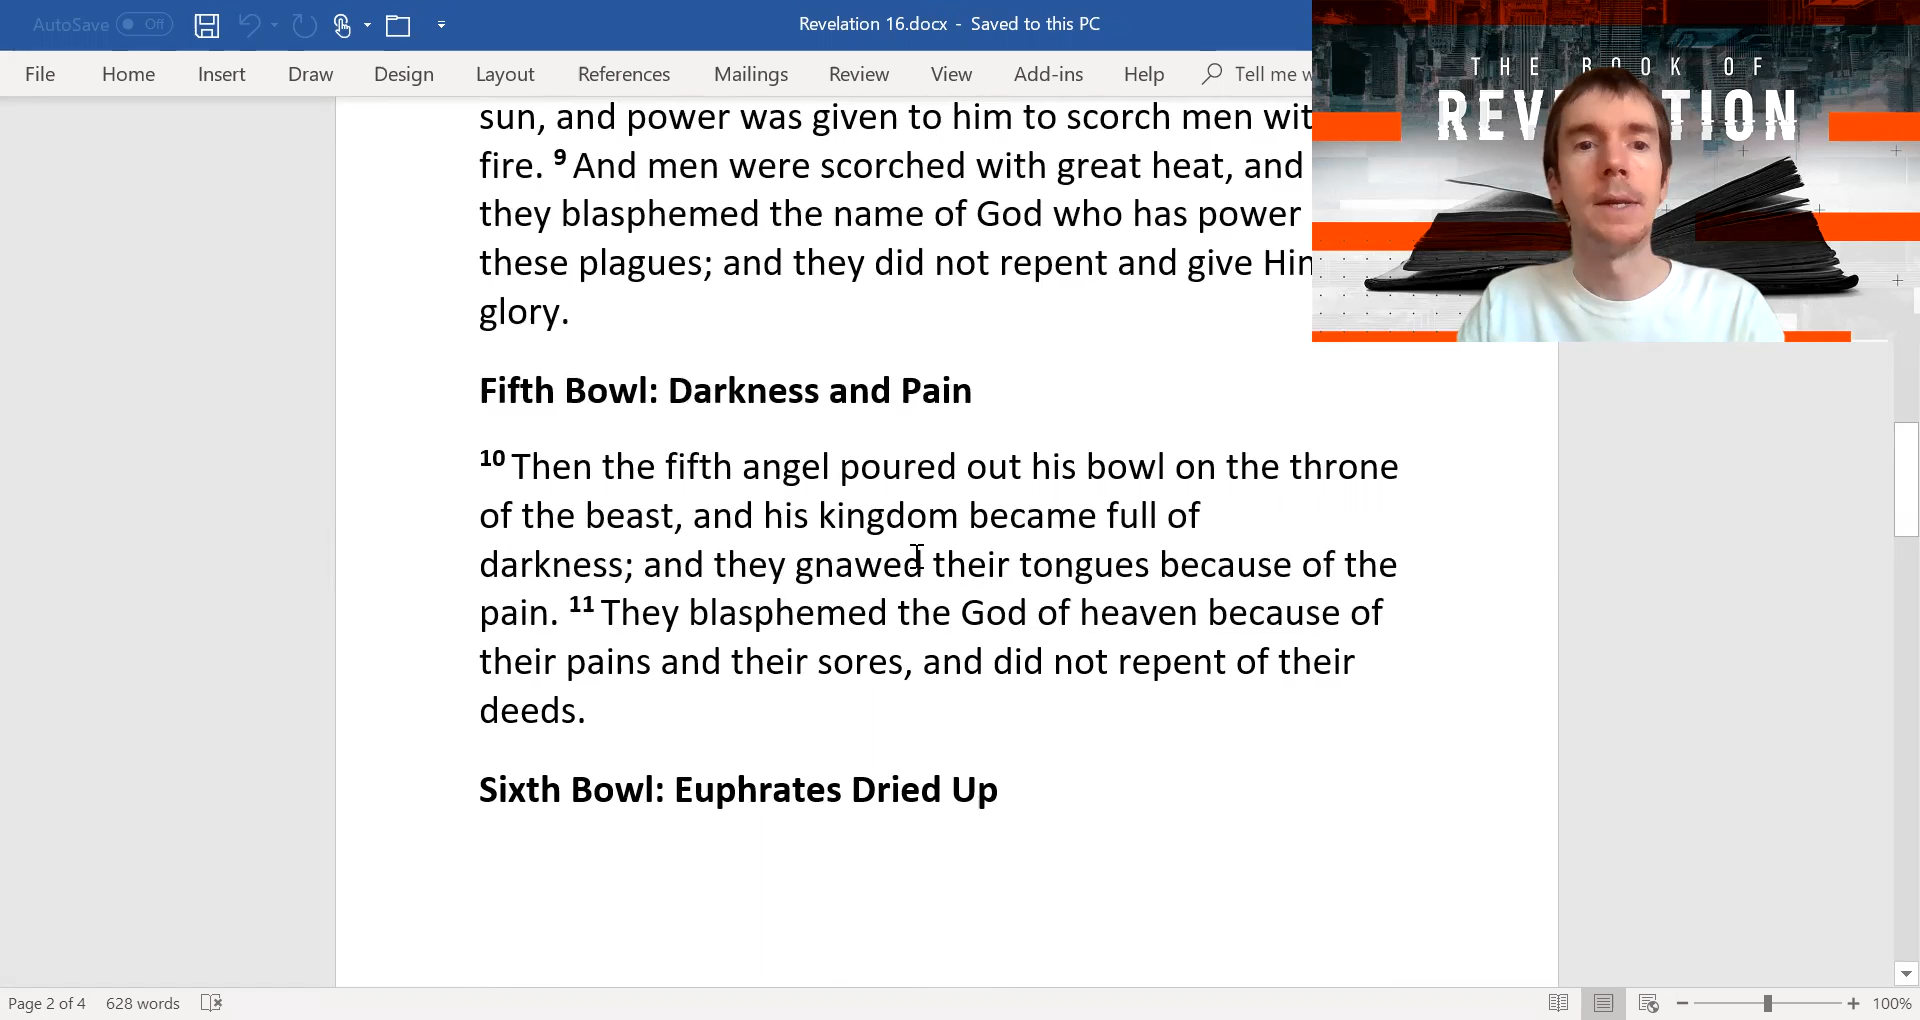 AutoSave Off
Revelation 16.docx - Saved to this PC
File Home Insert Draw Design Layout References Mailings Review View Add-ins Help Tell me
THE BOOK OF
sun, and power was given to him to scorch men
fire. 9 And men were scorched with great heat, and
they blasphemed the name of God who has power
these plagues; and they did not repent and give
glory.
Fifth Bowl: Darkness and Pain
10 Then the fifth angel poured out his bowl on the throne
of the beast, and his kingdom became full of
darkness; and they gnawed their tongues because of the
pain. 11 They blasphemed the God of heaven because of
their pains and their sores, and did not repent of their
deeds.
Sixth Bowl: Euphrates Dried Up
Page 2 of 4 628 words
100%